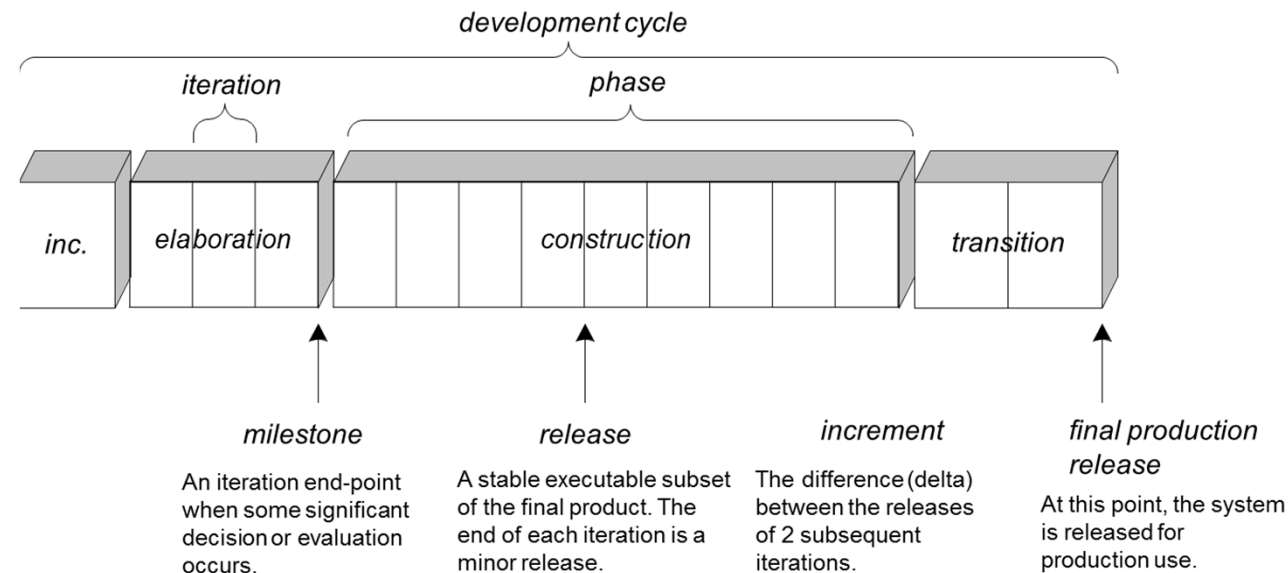 development cycle
iteration
phase
inc.
elaboration
construction
transition
milestone
An iteration end-point
when some significant
decision or evaluation
occurs.
release
A stable executable subset
of the final product. The
end of each iteration is a
minor release.
increment
The difference (delta)
between the releases
of 2 subsequent
iterations.
final production
release
At this point, the system
is released for
production use.